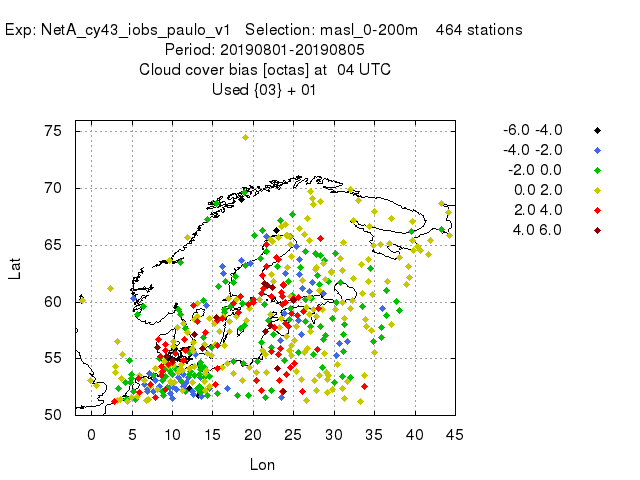 Exp: NetA_cy43_iobs_paulo_v1 Selection: masl_0-200m 464 stations
Period: 20190801-20190805
Cloud cover bias [octas] at 04 UTC
Used {03} + 01
75
70
65
60
55
50
Lat
0 5 10 15 20 25 30 35 40 45
Lon
-6.0 -4.0
-4.0 -2.0
-2.0 0.0
0.0 2.0
2.0 4.0
4.0 6.0